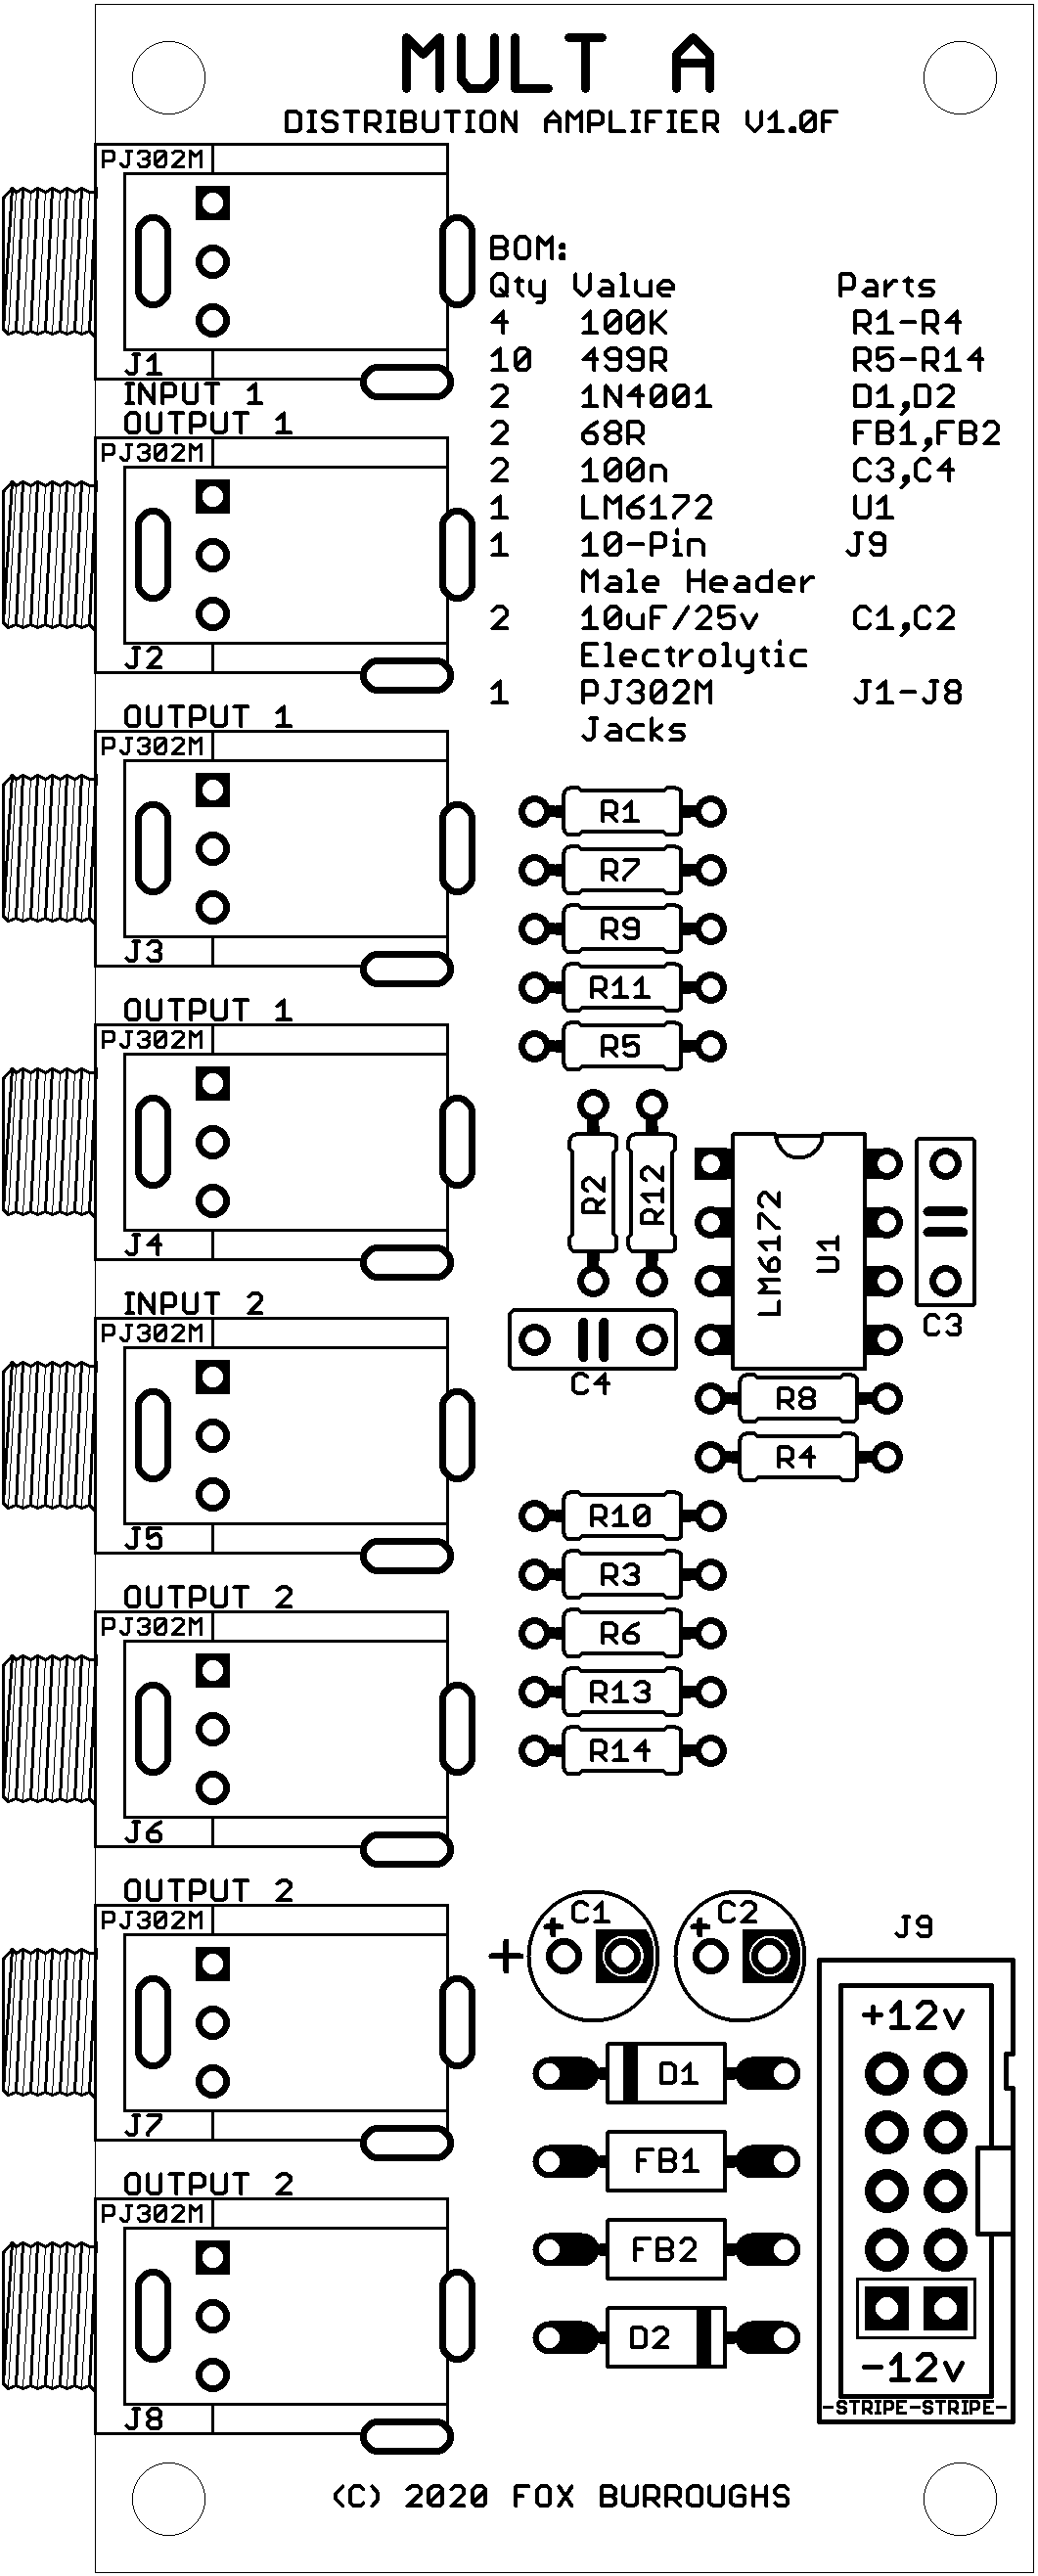 MULT A
DISTRIBUTION AMPLIFIER V1.0F
PJ302M
J1
INPUT 1
OUTPUT 1
PJ302M
J2
OUTPUT 1
PJ302M
J3
OUTPUT 1
PJ302M
J4
INPUT 2
PJ302M
J5
OUTPUT 2
PJ302M
J6
OUTPUT 2
PJ302M
J7
OUTPUT 2
PJ302M
J8
BOM:
Qty Value Parts
4 100K R1-R4
10 499R R5-R14
2 1N4001 D1,D2
2 68R FB1,FB2
2 100n C3,C4
1 LM6172 U1
1 10-Pin J9
Male Header
2 10uF/25v C1,C2
Electrolytic
1 PJ302M J1-J8
Jacks
R1
R7
R9
R11
R5
R2
R12
LM6172
U1
C3
C4
R8
R4
R10
R3
R6
R13
R14
+
+
C1
+
C2
D1
FB1
FB2
D2
J9
+12v
-12v
-STRIPE-STRIPE-
(C) 2020 FOX BURROUGHS